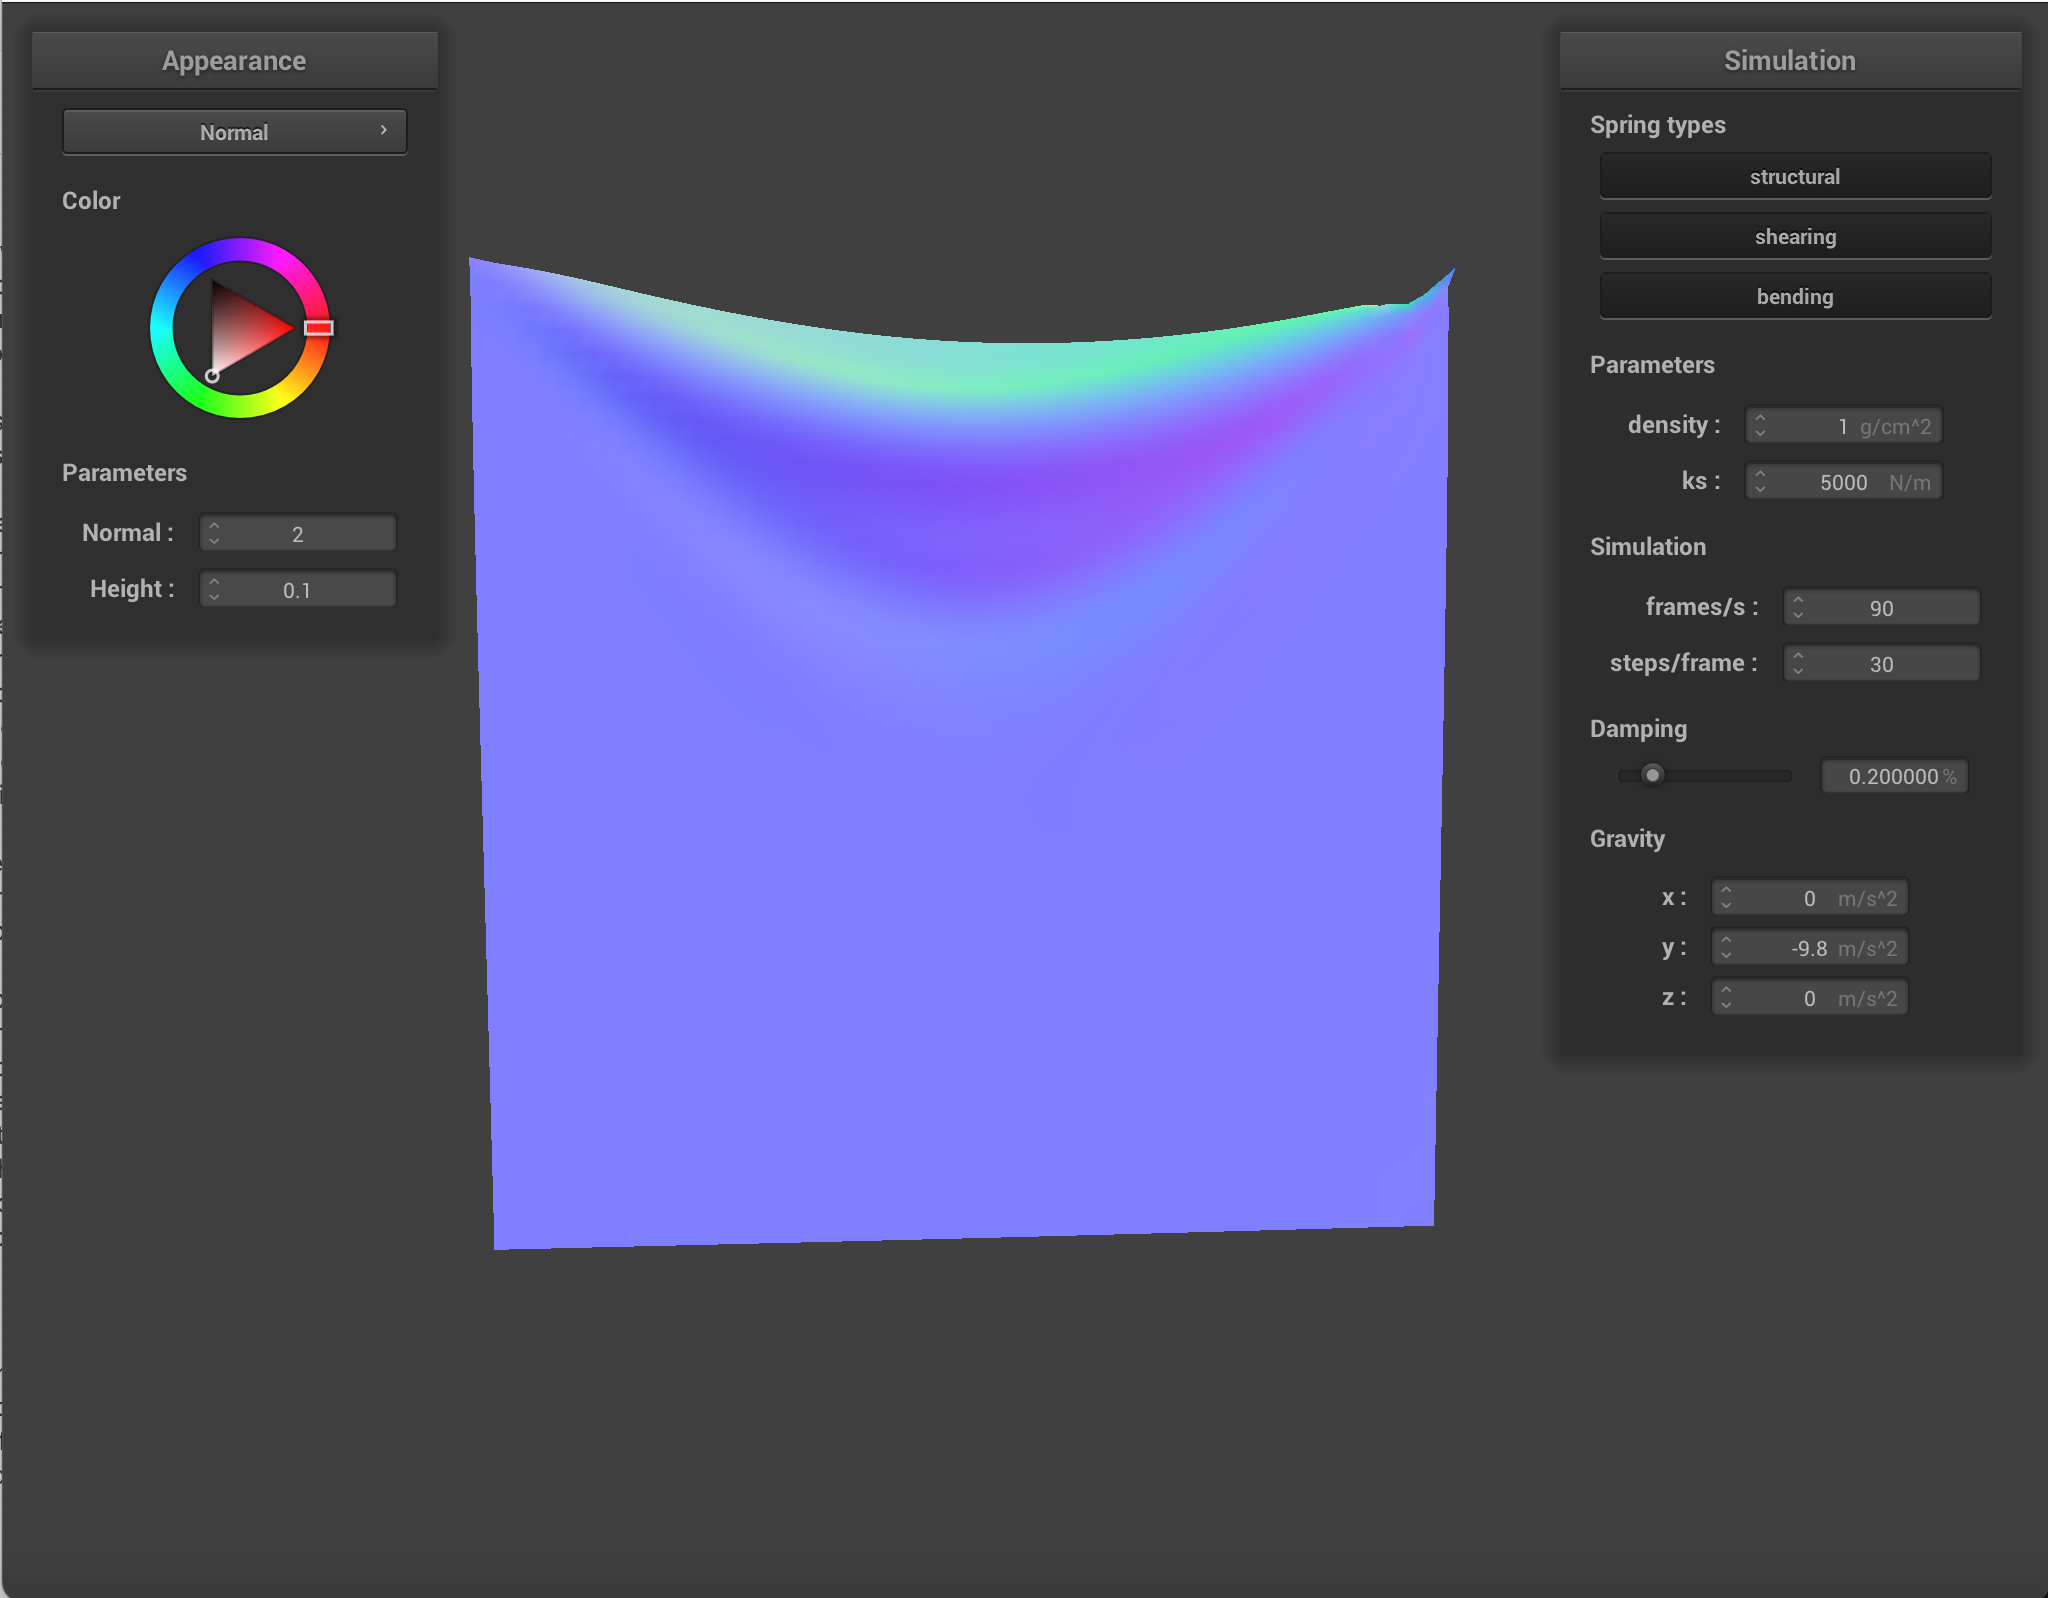 Appearance
Normal
Color
Parameters
Normal : 2
Height : 0.1
Simulation
Spring types
structural
shearing
bending
Parameters
density : 1 g/cm^2
ks : 5000 N/m
Simulation
frames/s : 90
steps/frame : 30
Damping
0.200000 %
Gravity
x : 0 m/s^2
y : -9.8 m/s^2
z : 0 m/s^2